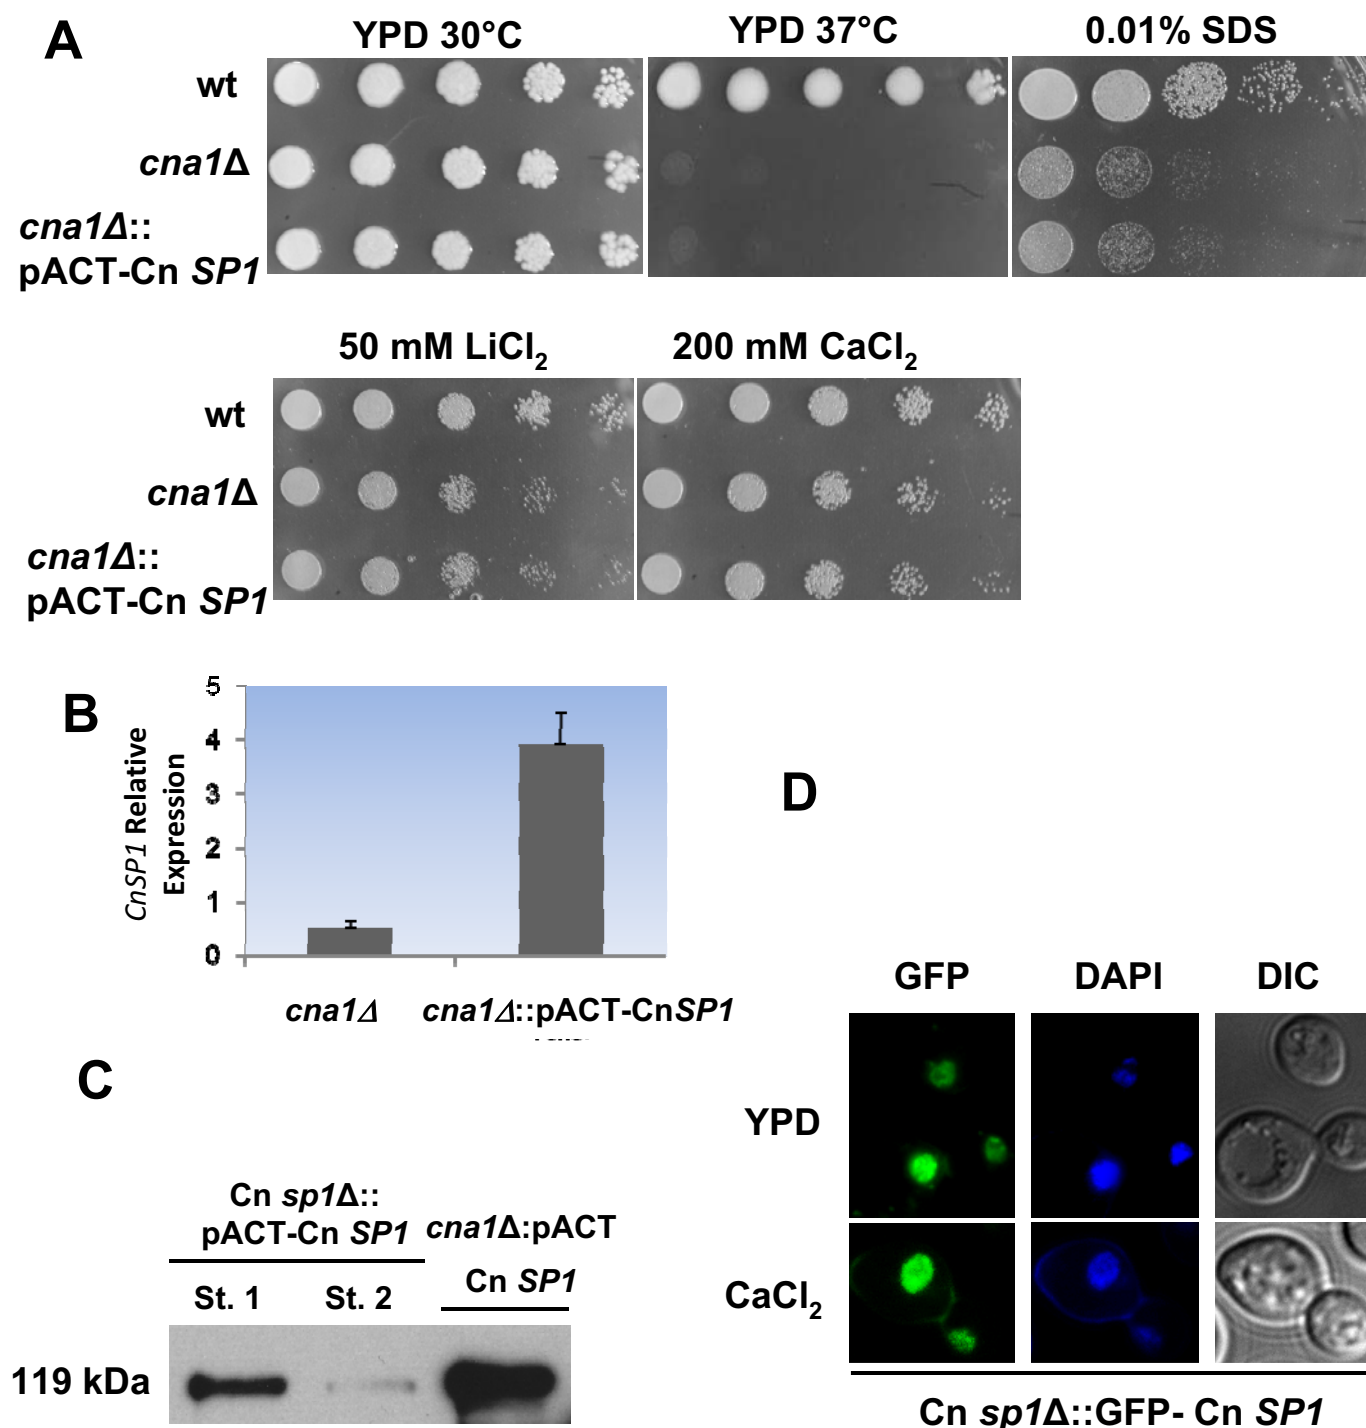 A
YPD 30°C
YPD 37°C
0.01% SDS
wt
cna1Δ
cna1Δ::
pACT-Cn SP1
50 mM LiCl2
200 mM CaCl2
wt
cna1Δ
cna1Δ::
pACT-Cn SP1
B
CnSP1 Relative
Expression
5
4
3
2
1
0
cna1Δ
cna1Δ::pACT-CnSP1
C
Cn sp1Δ::
pACT-Cn SP1
cna1Δ:pACT
Cn SP1
St. 1
St. 2
119 kDa
D
GFP
DAPI
DIC
YPD
CaCl2
Cn sp1Δ::GFP- Cn SP1